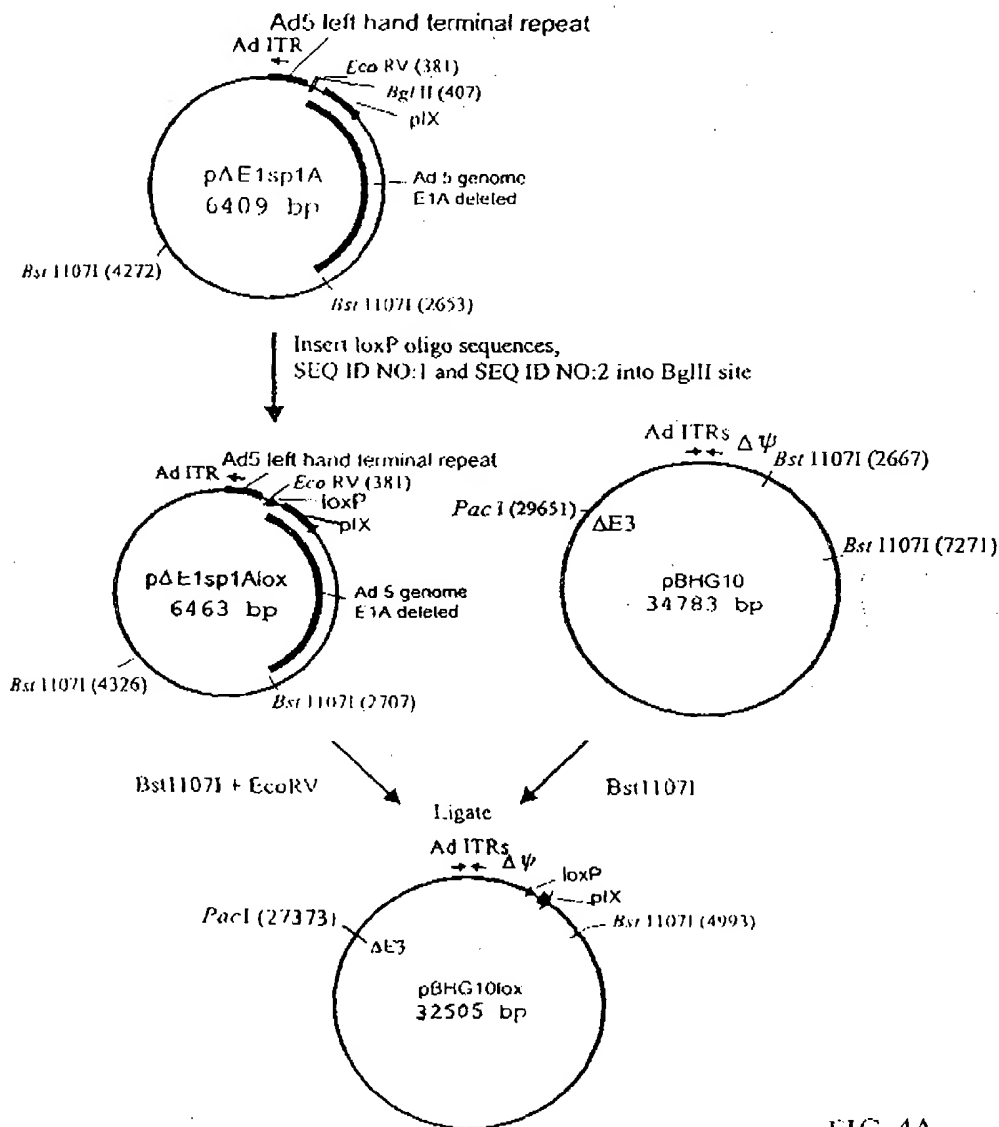 Ad5 left hand terminal repeat
Ad ITR
Eco RV (381)
Bgl II (407)
pIX
pΔE1sp1A
6409 bp
Ad 5 genome
E1A deleted
Bst 1107I (4272)
Bst 1107I (2653)
Insert loxP oligo sequences,
SEQ ID NO:1 and SEQ ID NO:2 into BglII site
Ad5 left hand terminal repeat
Ad ITR
Eco RV (381)
loxP
pIX
pΔE1sp1Alox
6463 bp
Ad 5 genome
E1A deleted
Bst 1107I (4326)
Bst 1107I (2707)
Ad ITRs
Δψ
Bst 1107I (2667)
Pac I (29651)
ΔE3
Bst 1107I (7271)
pBHG10
34783 bp
Bst1107I + EcoRV
Bst1107I
Ligate
Ad ITRs
Δψ
loxP
pIX
PacI (27373)
Bst 1107I (4993)
ΔE3
pBHG10lox
32505 bp
FIG. 4A